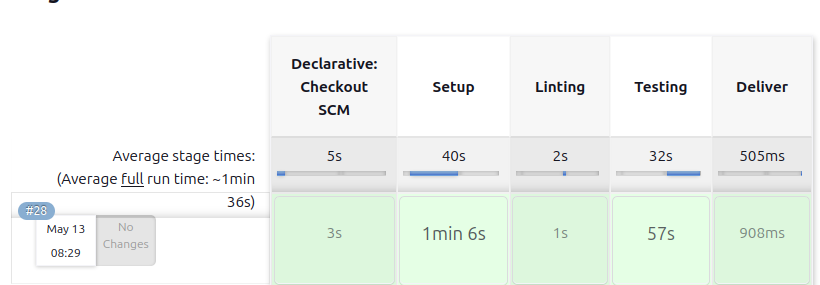 Declarative:
Checkout
SCM
Setup
Linting
Testing
Deliver
Average stage times:
(Average full run time: ~1min
36s)
5s
40s
2s
32s
505ms
#28
May 13
08:29
No
Changes
3s
1min 6s
1s
57s
908ms